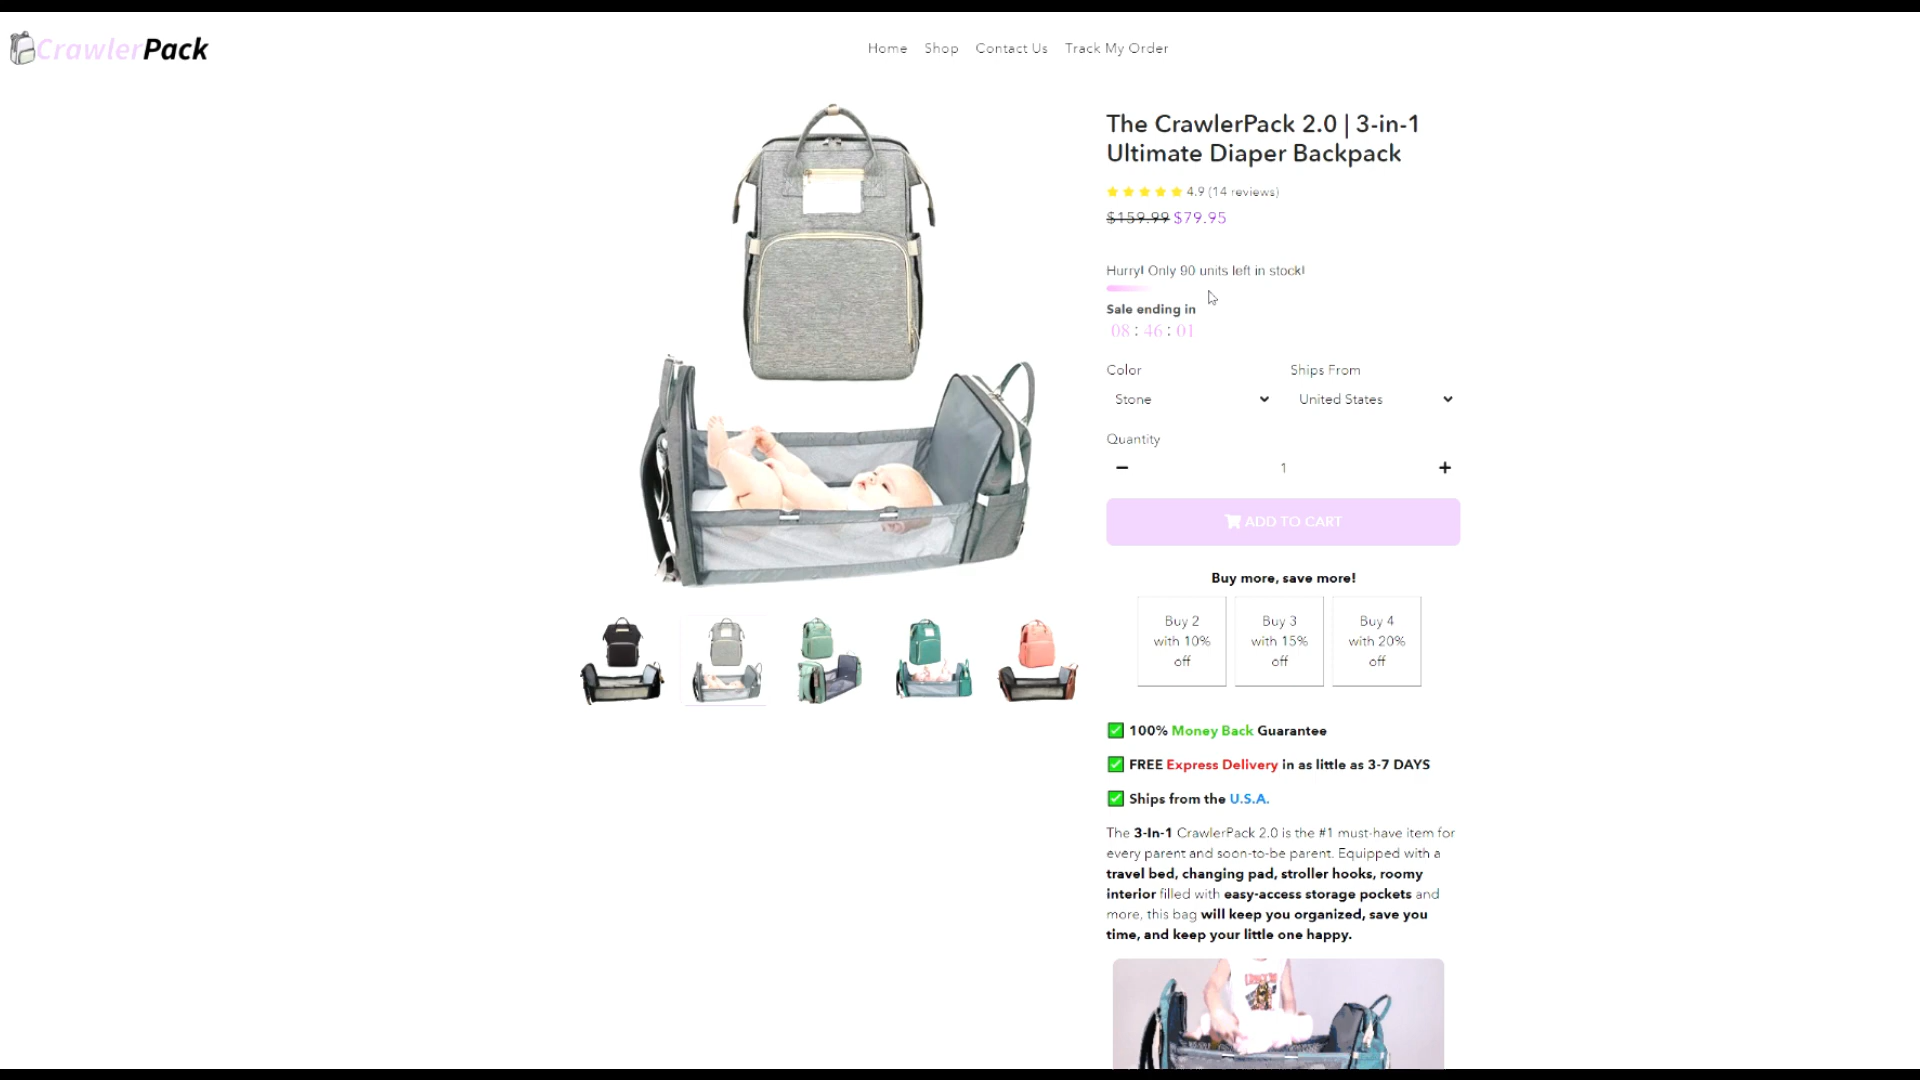 CrawlerPack
Home Shop Contact Us Track My Order
The CrawlerPack 2.0 | 3-in-1
Ultimate Diaper Backpack
4.9 (14 reviews)
$159.99 $79.95
Hurry! Only 90 units left in stock!
Sale ending in
08 : 46 : 01
Color Ships From
Stone United States
Quantity
1
ADD TO CART
Buy more, save more!
Buy 2
with 10%
off
Buy 3
with 15%
off
Buy 4
with 20%
off
100% Money Back Guarantee
FREE Express Delivery in as little as 3-7 DAYS
Ships from the U.S.A.
The 3-In-1 CrawlerPack 2.0 is the #1 must-have item for
every parent and soon-to-be parent. Equipped with a
travel bed, changing pad, stroller hooks, roomy
interior filled with easy-access storage pockets and
more, this bag will keep you organized, save you
time, and keep your little one happy.